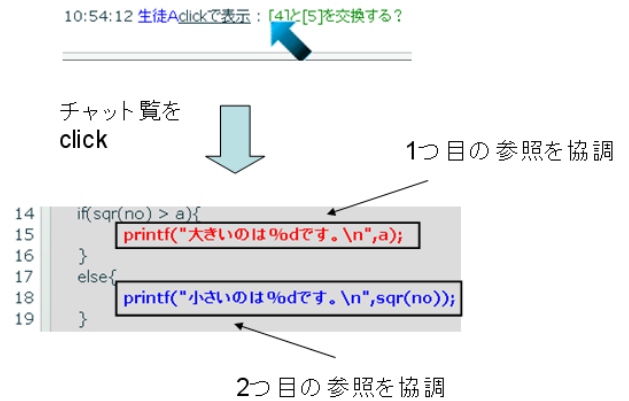 10:54:12 生徒Aclickで表示 : [4]と[5]を交換する?
チャット覧を
click
1つ目の参照を協調
14 if(sqr(no) > a){
15 printf("大きいのは%dです。\n",a);
16 }
17 else{
18 printf("小さいのは%dです。\n",sqr(no));
19 }
2つ目の参照を協調